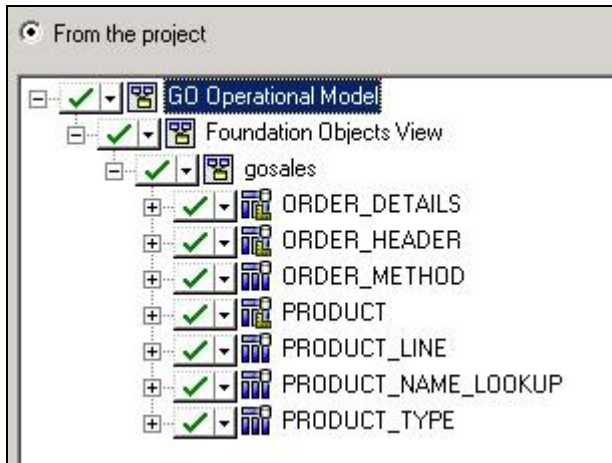 From the project
GO Operational Model
Foundation Objects View
gosales
ORDER_DETAILS
ORDER_HEADER
ORDER_METHOD
PRODUCT
PRODUCT_LINE
PRODUCT_NAME_LOOKUP
PRODUCT_TYPE